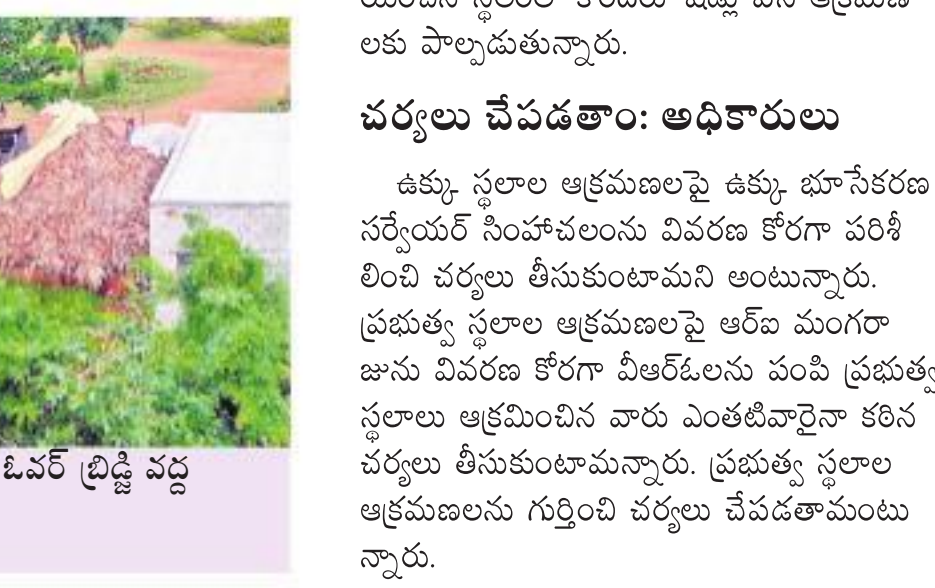 లకు పాల్పడుతున్నారు.
చర్యలు చేపడతాం: అధికారులు
ఉక్కు స్థలాల ఆక్రమణలపై ఉక్కు భూసేకరణ
సర్వేయర్ సింహాచలంను వివరణ కోరగా పరిశీ
లించి చర్యలు తీసుకుంటామని అంటున్నారు.
ప్రభుత్వ స్థలాల ఆక్రమణలపై ఆర్ఐ మంగరా
జును వివరణ కోరగా వీఆర్ఓలను పంపి ప్రభుత్వ
స్థలాలు ఆక్రమించిన వారు ఎంతటివారైనా కఠిన
చర్యలు తీసుకుంటామన్నారు. ప్రభుత్వ స్థలాల
ఆక్రమణలను గుర్తించి చర్యలు చేపడతామంటు
న్నారు.
ఓవర్ బ్రిడ్జి వద్ద